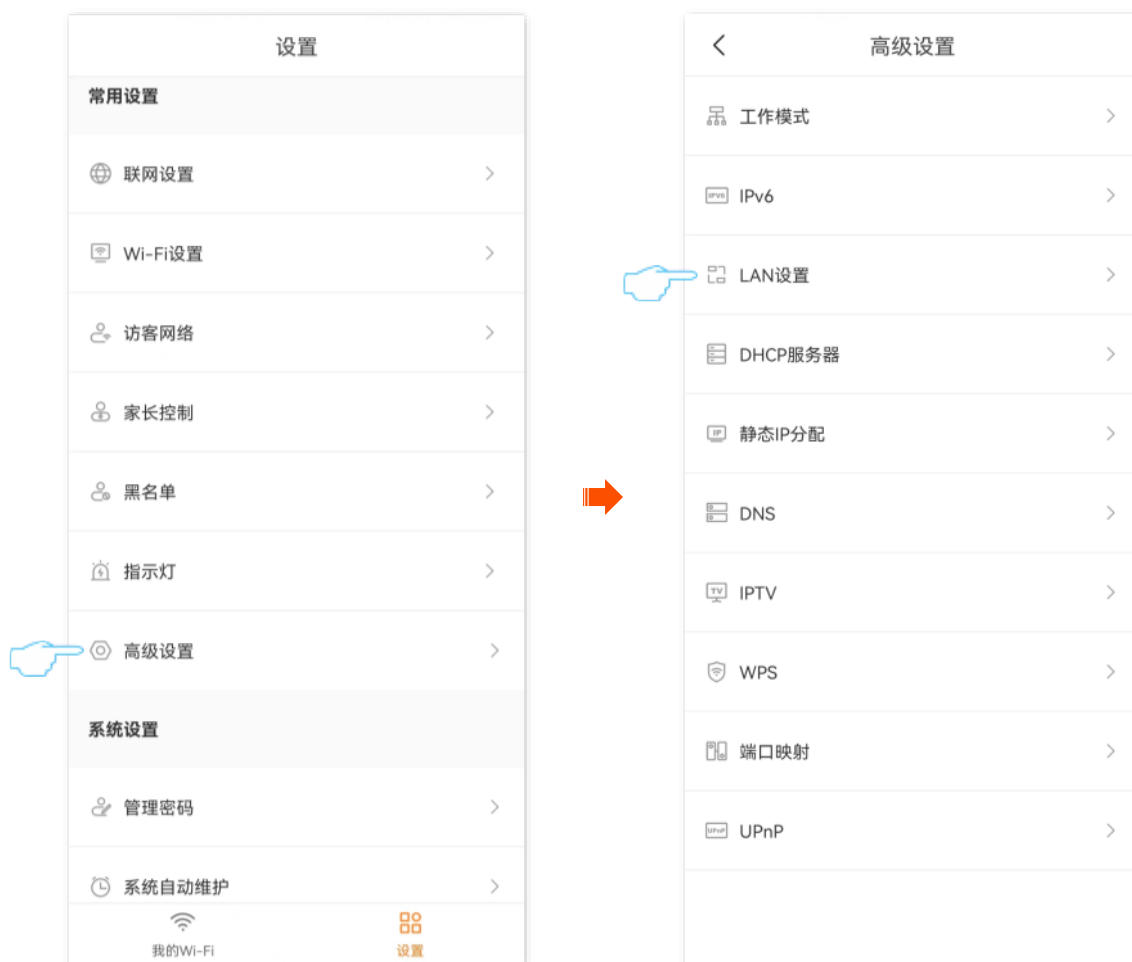 设置
常用设置
联网设置
Wi-Fi设置
访客网络
家长控制
黑名单
指示灯
高级设置
系统设置
管理密码
系统自动维护
我的Wi-Fi
设置
高级设置
工作模式
IPV6 IPv6
LAN设置
DHCP服务器
IP 静态IP分配
DNS
TV IPTV
WPS
端口映射
UPnP UPnP